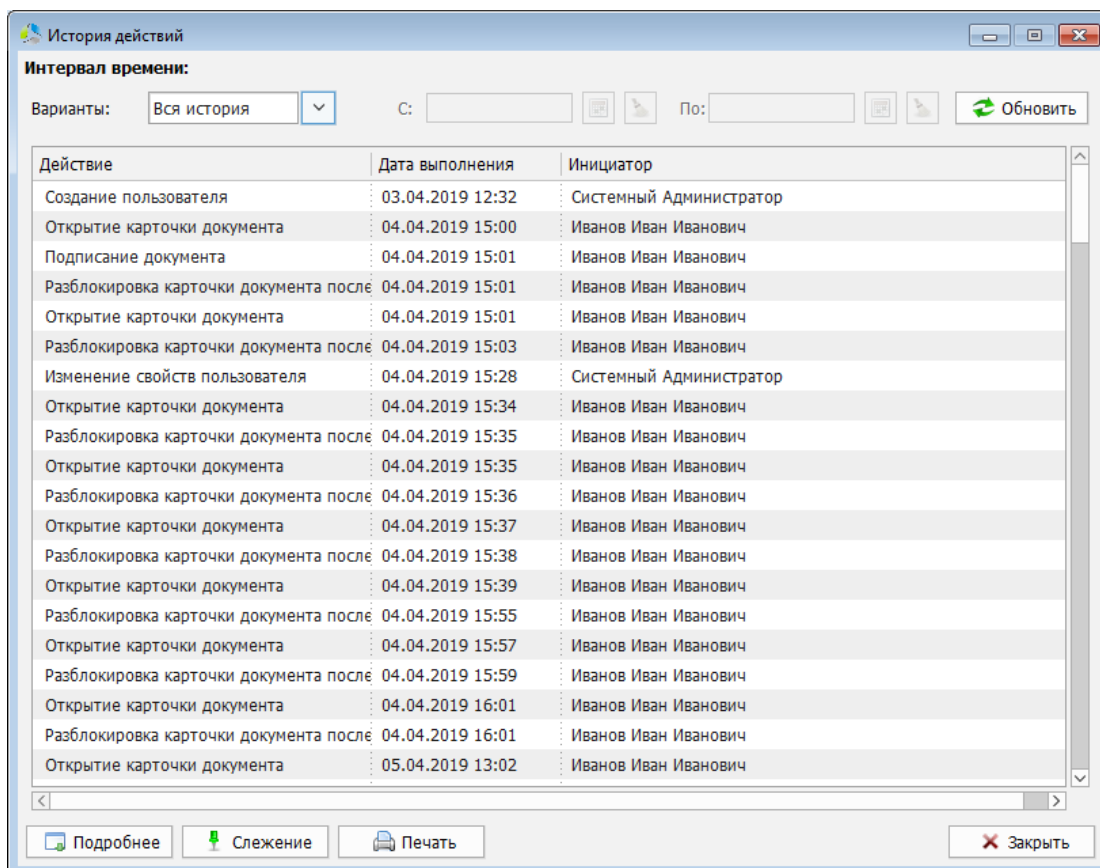 История действий
Интервал времени:
Варианты: Вся история С: По: Обновить
Действие Дата выполнения Инициатор
Создание пользователя 03.04.2019 12:32 Системный Администратор
Открытие карточки документа 04.04.2019 15:00 Иванов Иван Иванович
Подписание документа 04.04.2019 15:01 Иванов Иван Иванович
Разблокировка карточки документа после 04.04.2019 15:01 Иванов Иван Иванович
Открытие карточки документа 04.04.2019 15:01 Иванов Иван Иванович
Разблокировка карточки документа после 04.04.2019 15:03 Иванов Иван Иванович
Изменение свойств пользователя 04.04.2019 15:28 Системный Администратор
Открытие карточки документа 04.04.2019 15:34 Иванов Иван Иванович
Разблокировка карточки документа после 04.04.2019 15:35 Иванов Иван Иванович
Открытие карточки документа 04.04.2019 15:35 Иванов Иван Иванович
Разблокировка карточки документа после 04.04.2019 15:36 Иванов Иван Иванович
Открытие карточки документа 04.04.2019 15:37 Иванов Иван Иванович
Разблокировка карточки документа после 04.04.2019 15:38 Иванов Иван Иванович
Открытие карточки документа 04.04.2019 15:39 Иванов Иван Иванович
Разблокировка карточки документа после 04.04.2019 15:55 Иванов Иван Иванович
Открытие карточки документа 04.04.2019 15:57 Иванов Иван Иванович
Разблокировка карточки документа после 04.04.2019 15:59 Иванов Иван Иванович
Открытие карточки документа 04.04.2019 16:01 Иванов Иван Иванович
Разблокировка карточки документа после 04.04.2019 16:01 Иванов Иван Иванович
Открытие карточки документа 05.04.2019 13:02 Иванов Иван Иванович
Подробнее Слежение Печать Закрыть